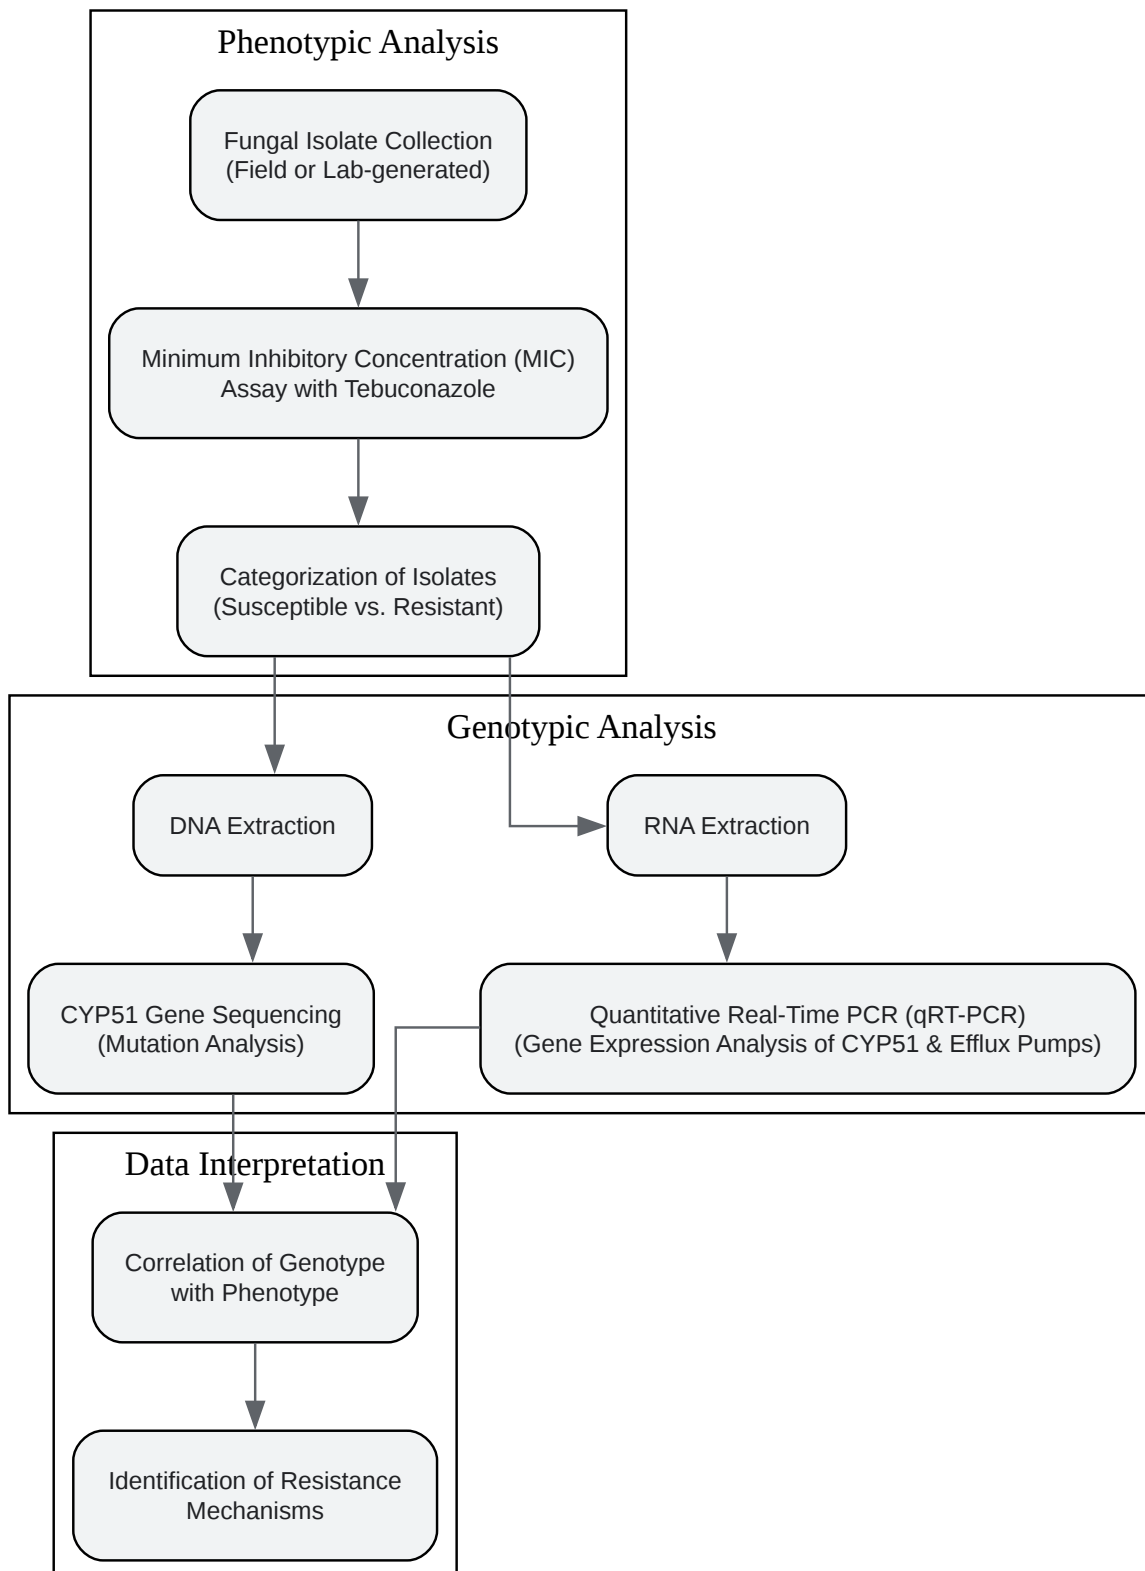 Phenotypic Analysis
Fungal Isolate Collection
(Field or Lab-generated)
Minimum Inhibitory Concentration (MIC)
Assay with Tebuconazole
Categorization of Isolates
(Susceptible vs. Resistant)
Genotypic Analysis
DNA Extraction
RNA Extraction
CYP51 Gene Sequencing
(Mutation Analysis)
Quantitative Real-Time PCR (qRT-PCR)
(Gene Expression Analysis of CYP51 & Efflux Pumps)
Data Interpretation
Correlation of Genotype
with Phenotype
Identification of Resistance
Mechanisms